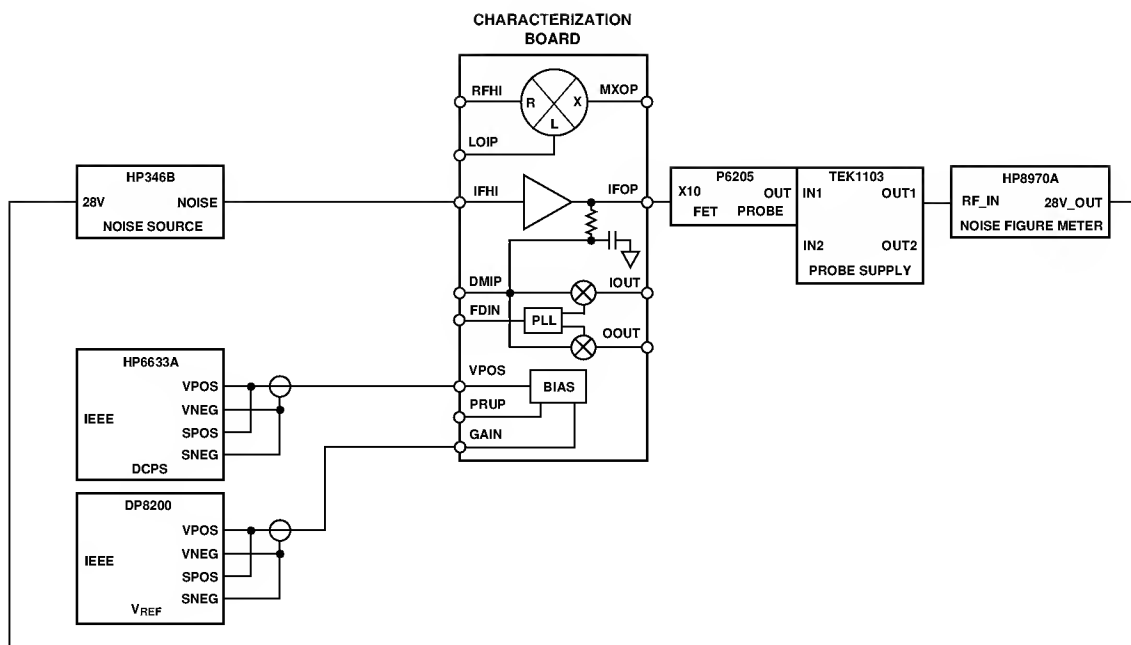 CHARACTERIZATION
BOARD
RFHI
R
X
L
MXOP
LOIP
HP346B
28V
NOISE
NOISE SOURCE
IFHI
IFOP
P6205
X10
OUT
FET PROBE
TEK1103
IN1
OUT1
IN2
OUT2
PROBE SUPPLY
HP8970A
RF_IN
28V_OUT
NOISE FIGURE METER
DMIP
IOUT
FDIN
PLL
OOUT
HP6633A
VPOS
IEEE
VNEG
SPOS
SNEG
DCPS
VPOS
BIAS
PRUP
GAIN
DP8200
VPOS
IEEE
VNEG
SPOS
SNEG
VREF